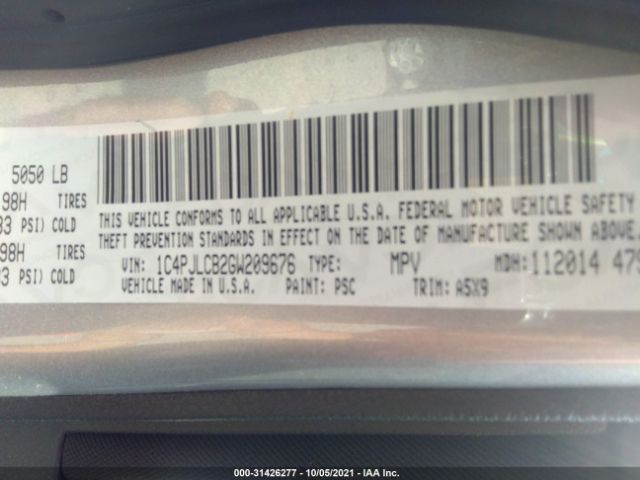 5050 LB
98H TIRES
33 PSI) COLD
98H TIRES
3 PSI) COLD
THIS VEHICLE CONFORMS TO ALL APPLICABLE U.S.A. FEDERAL MOTOR VEHICLE SAFETY
THEFT PREVENTION STANDARDS IN EFFECT ON THE DATE OF MANUFACTURE SHOWN ABOVE.
VIN: 1C4PJLCB2GW209676 TYPE: MPV MDH: 112014 479
VEHICLE MADE IN U.S.A. PAINT: PSC TRIM: A5X9
000-31426277 - 10/05/2021 - IAA Inc.